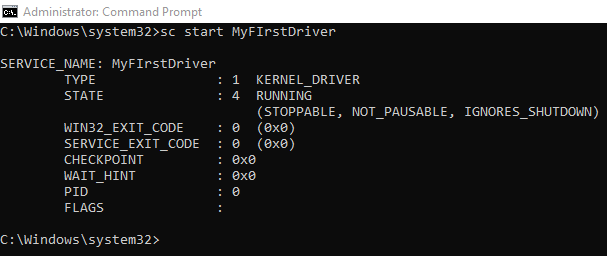 Administrator: Command Prompt
C:\Windows\system32>sc start MyFIrstDriver
SERVICE_NAME: MyFIrstDriver
TYPE : 1 KERNEL_DRIVER
STATE : 4 RUNNING
(STOPPABLE, NOT_PAUSABLE, IGNORES_SHUTDOWN)
WIN32_EXIT_CODE : 0 (0x0)
SERVICE_EXIT_CODE : 0 (0x0)
CHECKPOINT : 0x0
WAIT_HINT : 0x0
PID : 0
FLAGS :
C:\Windows\system32>